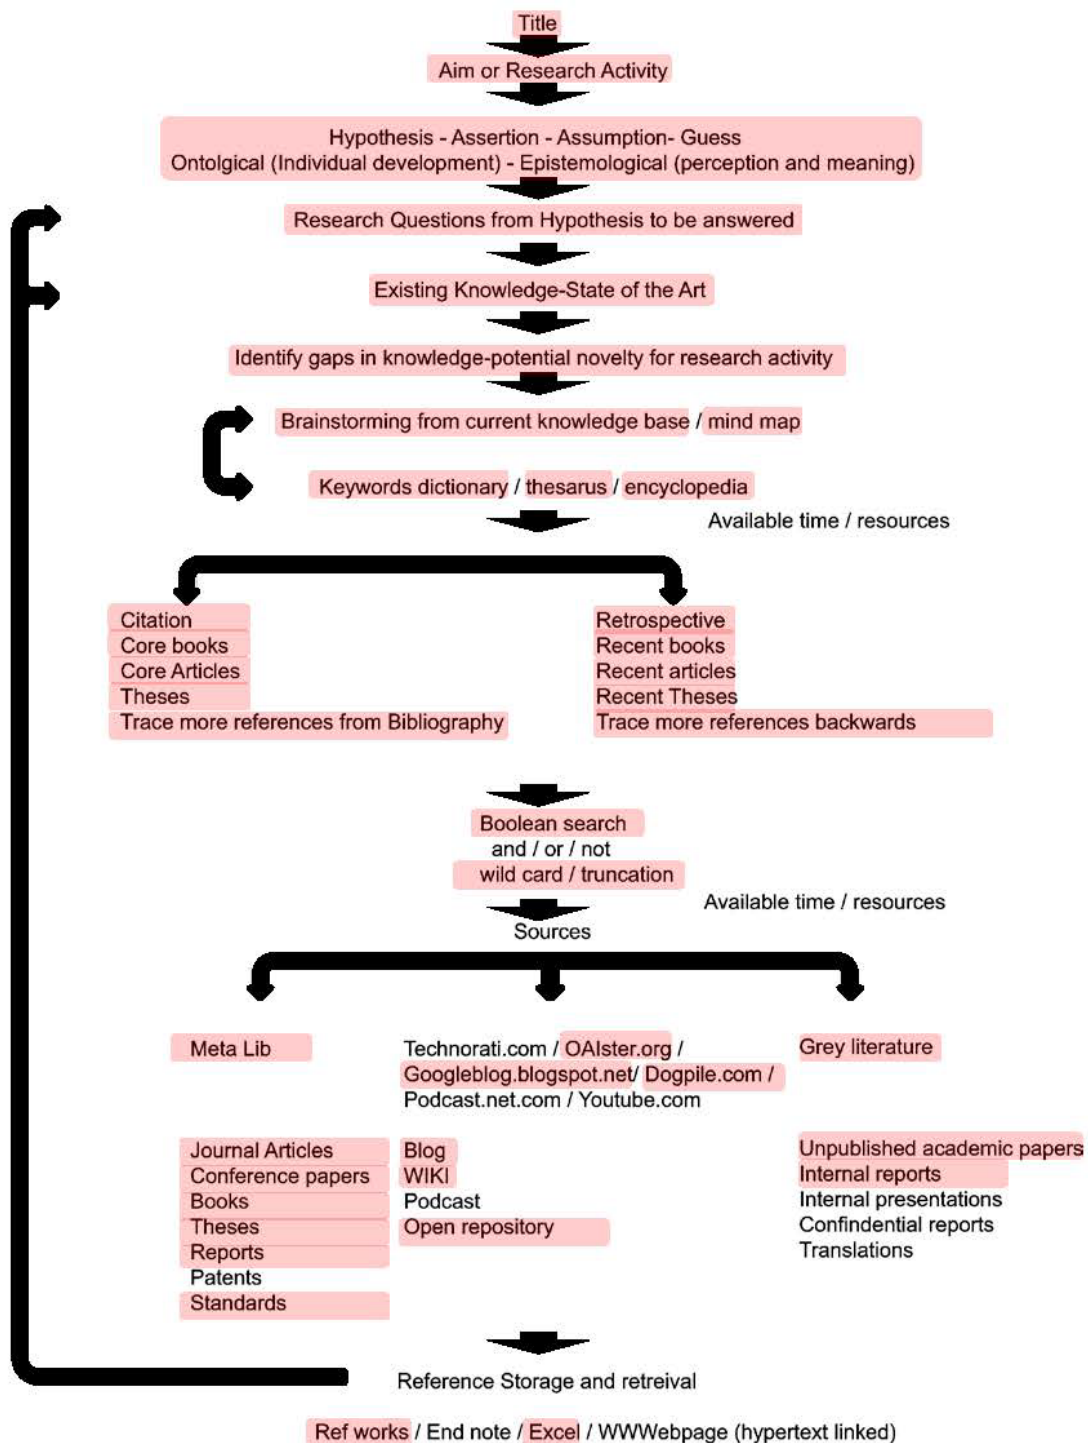 Title
Aim or Research Activity
Hypothesis - Assertion - Assumption- Guess
Ontolgical (Individual development) - Epistemological (perception and meaning)
Research Questions from Hypothesis to be answered
Existing Knowledge-State of the Art
Identify gaps in knowledge-potential novelty for research activity
Brainstorming from current knowledge base / mind map
Keywords dictionary / thesarus / encyclopedia
Available time / resources
Citation
Core books
Core Articles
Theses
Trace more references from Bibliography
Retrospective
Recent books
Recent articles
Recent Theses
Trace more references backwards
Boolean search
and / or / not
wild card / truncation
Available time / resources
Sources
Meta Lib
Journal Articles
Conference papers
Books
Theses
Reports
Patents
Standards
Technorati.com / OAIster.org /
Googleblog.blogspot.net/ Dogpile.com /
Podcast.net.com / Youtube.com
Blog
WIKI
Podcast
Open repository
Grey literature
Unpublished academic papers
Internal reports
Internal presentations
Confindential reports
Translations
Reference Storage and retreival
Ref works / End note / Excel / WWWebpage (hypertext linked)